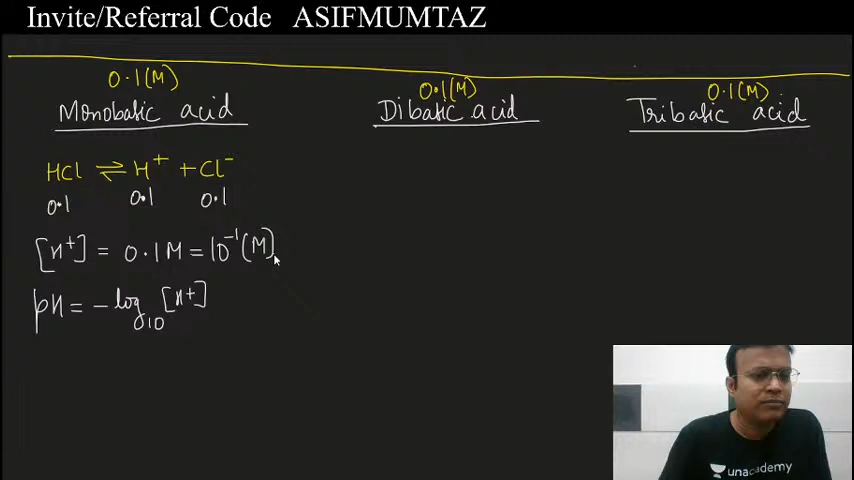 Invite/Referral Code ASIFMUMTAZ
0.1(M) 0.1(M) 0.1(M)
Monobasic acid Dibasic acid Tribasic acid
HCl ⇌ H⁺ + Cl⁻
0.1 0.1 0.1
[H⁺] = 0.1M = 10⁻¹(M)
pH = -log₁₀ [H⁺]
unacademy